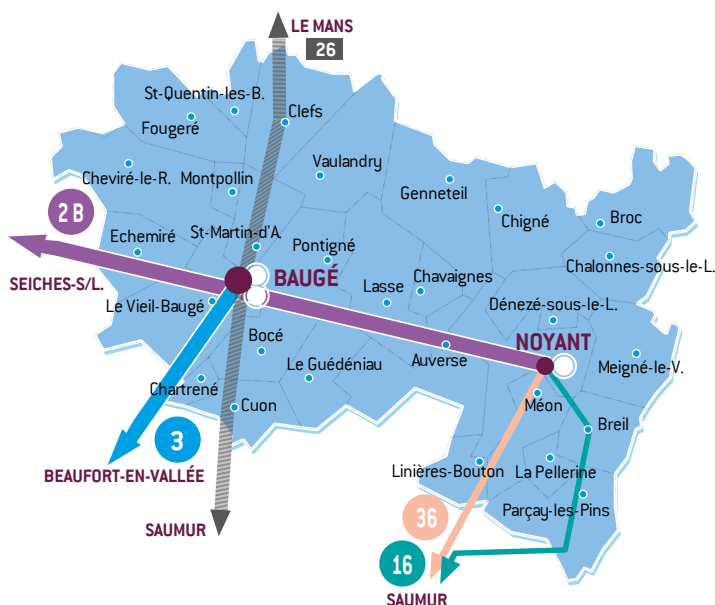 LE MANS
26
St-Quentin-les-B.
Clefs
Fougeré
Vaulandry
Cheviré-le-R.
Montpollin
Genneteil
Chigné
Broc
2 B
Echemiré
St-Martin-d'A.
Pontigné
Chalonnes-sous-le-L.
SEICHES-S/L.
BAUGÉ
Chavaignes
Lasse
Le Vieil-Baugé
Dénezé-sous-le-L.
Bocé
NOYANT
Auverse
Meigné-le-V.
Le Guédéniau
Chartrené
Méon
Cuon
Breil
3
BEAUFORT-EN-VALLÉE
Linières-Bouton
La Pellerine
Parçay-les-Pins
36
SAUMUR
16
SAUMUR